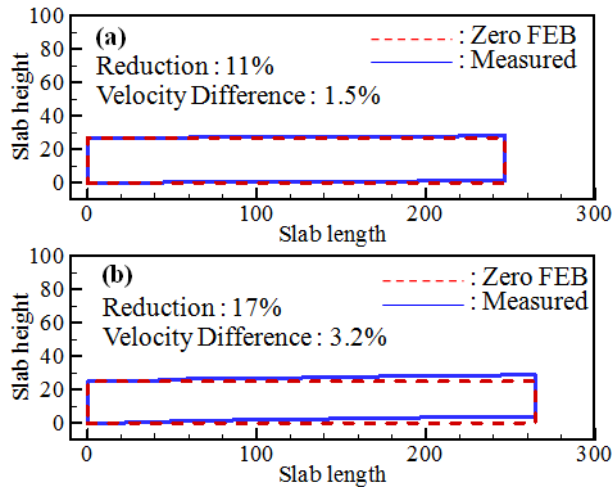 100
(a)
: Zero FEB
80
Reduction : 11%
: Measured
60
Velocity Difference : 1.5%
40
20
0
Slab height
0 100 200 300
Slab length
100
(b)
: Zero FEB
80
Reduction : 17%
: Measured
60
Velocity Difference : 3.2%
40
20
0
Slab height
0 100 200 300
Slab length